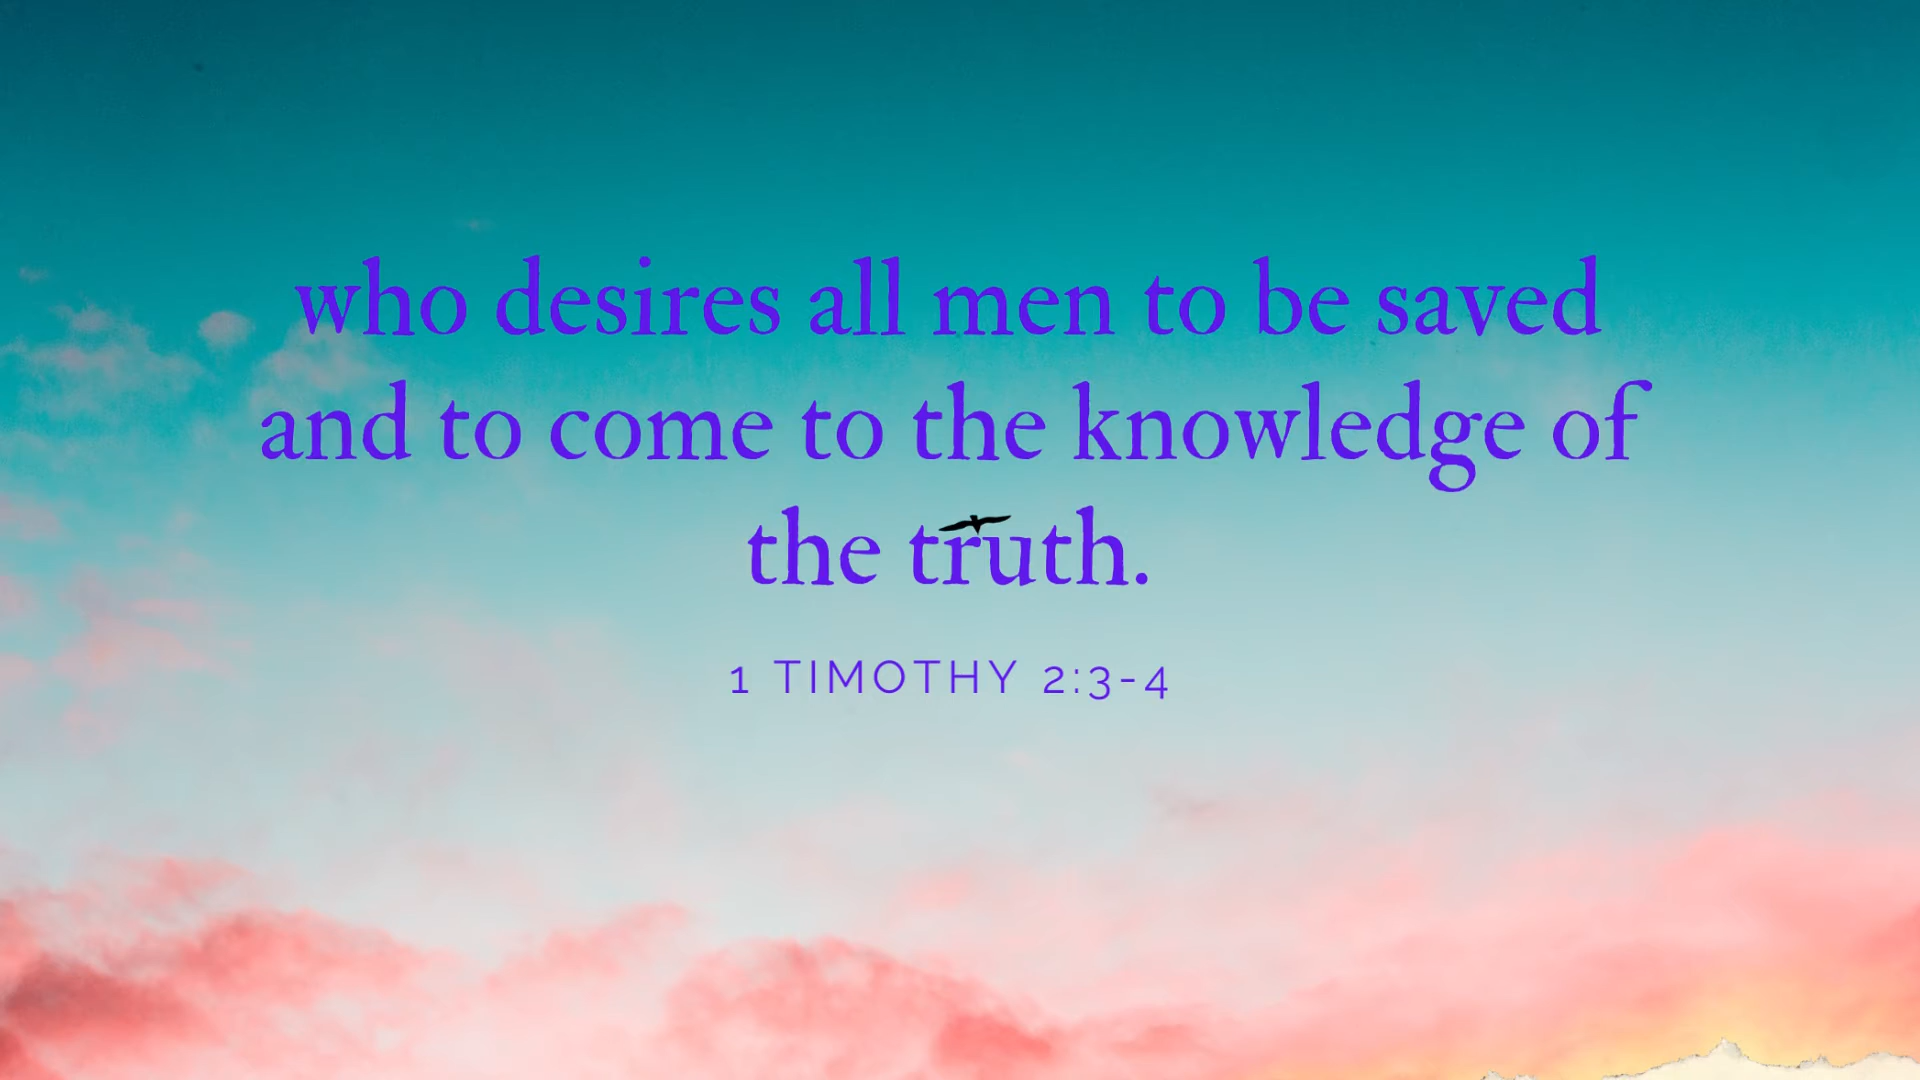 who desires all men to be saved
and to come to the knowledge of
the truth.
1 TIMOTHY 2:3-4